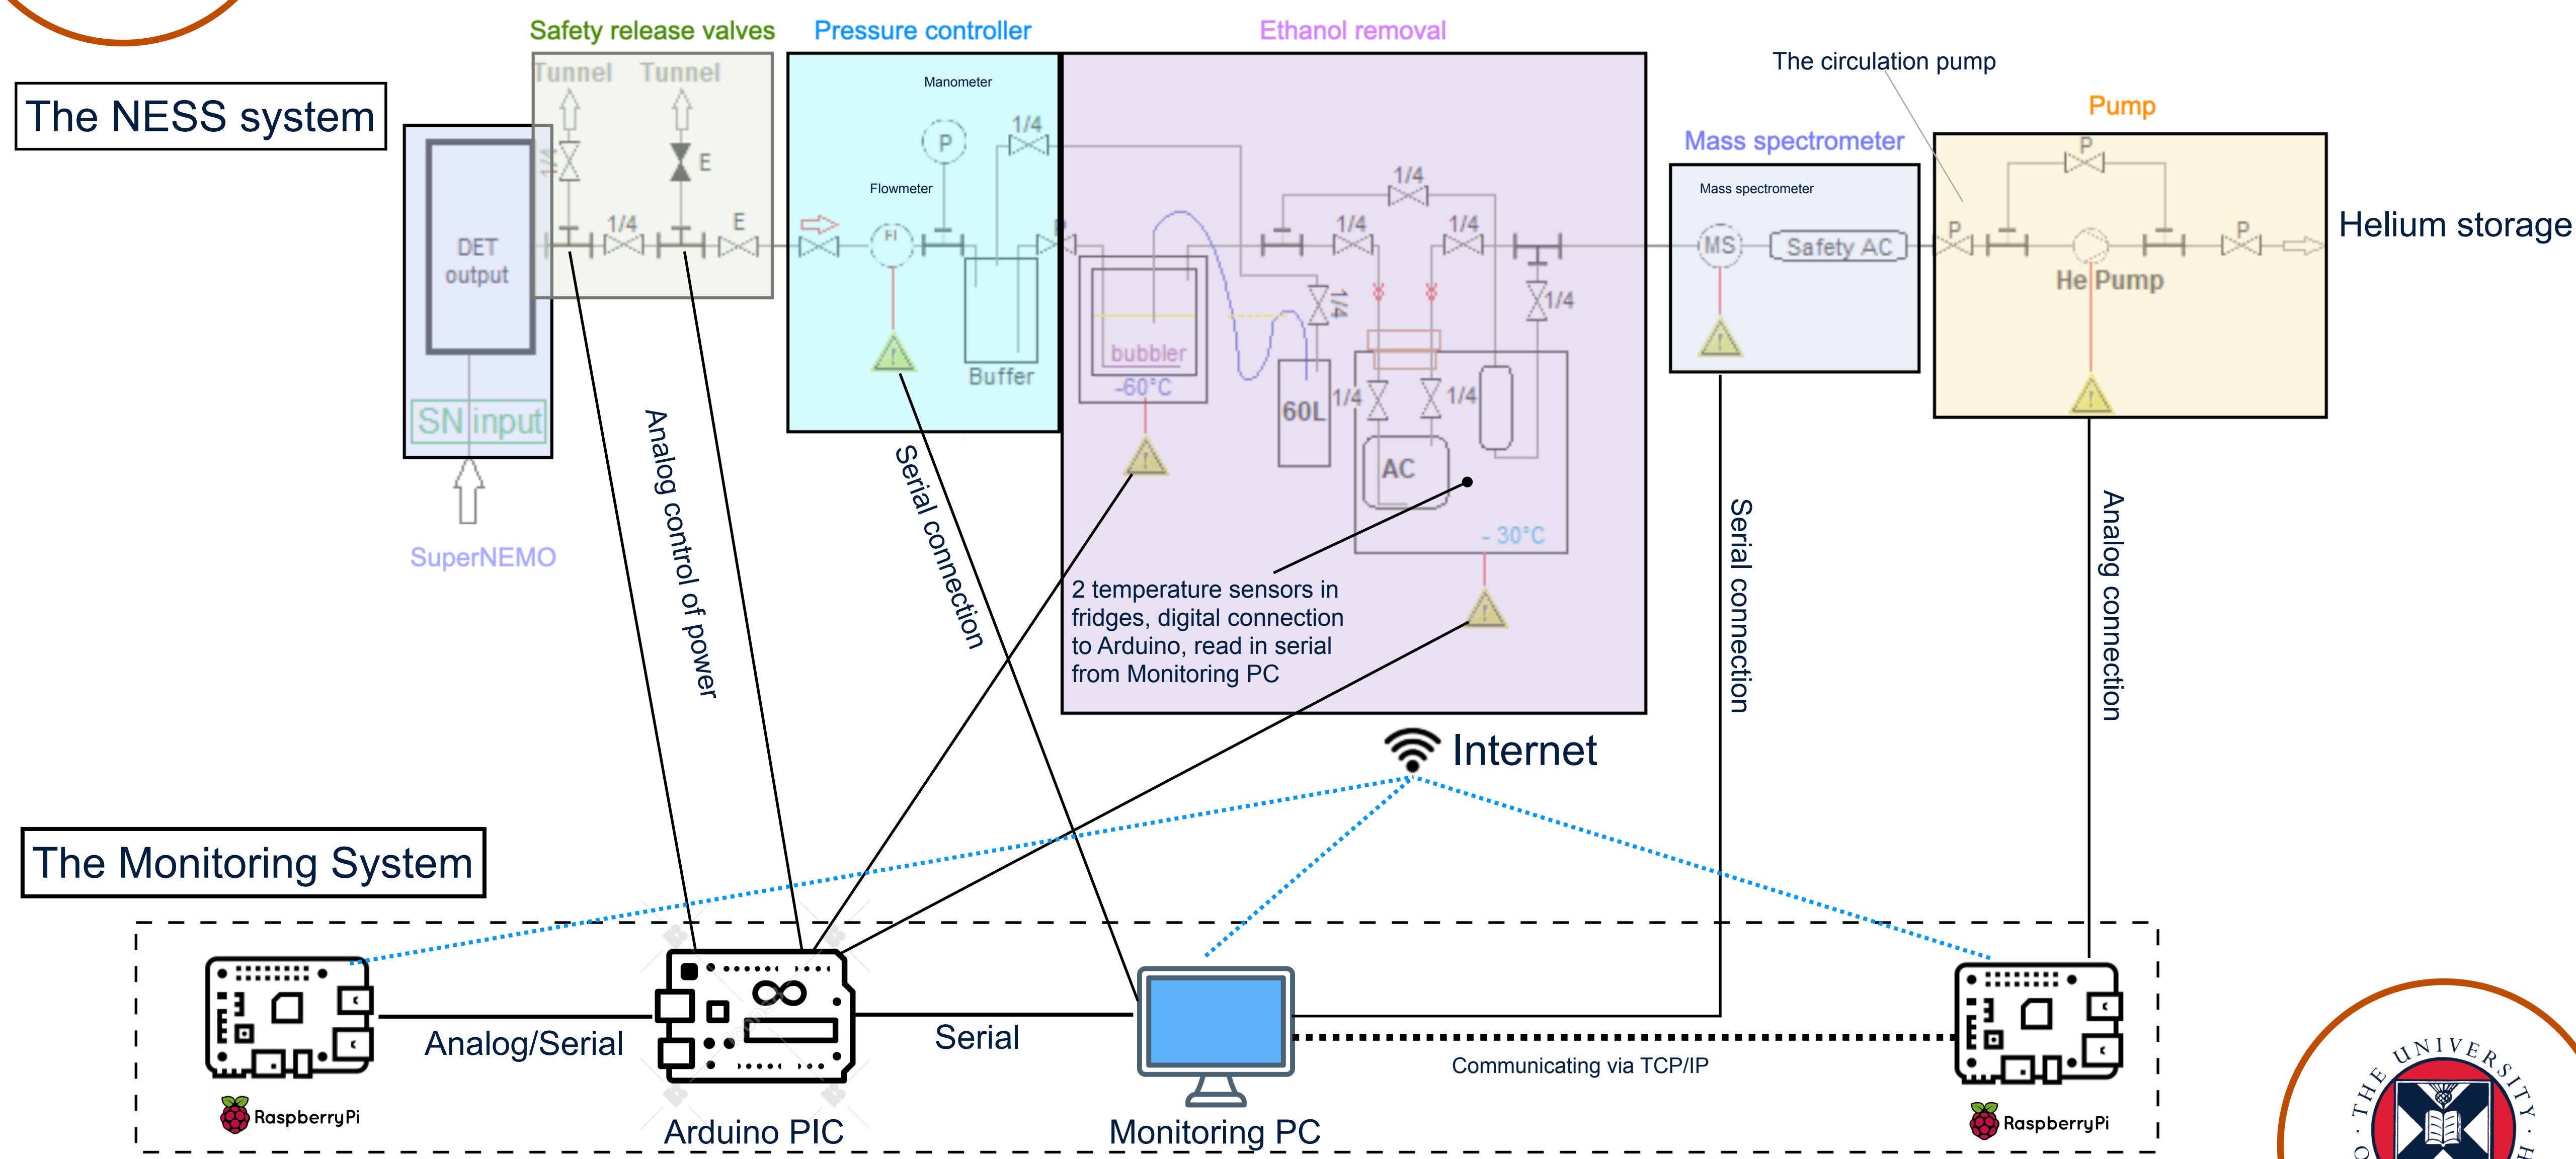 Safety release valves
Pressure controller
Ethanol removal
The circulation pump
Pump
Mass spectrometer
The NESS system
Tunnel
Tunnel
1/4
E
1/4
E
DET
output
SN input
SuperNEMO
Manometer
P
1/4
Flowmeter
FI
Buffer
P
bubbler
-60°C
1/4
1/4
1/4
1/4
60L
1/4
1/4
1/4
AC
- 30°C
2 temperature sensors in
fridges, digital connection
to Arduino, read in serial
from Monitoring PC
Mass spectrometer
MS
Safety AC
P
P
P
He Pump
Helium storage
Analog control of power
Serial connection
Serial connection
Analog connection
Internet
The Monitoring System
Analog/Serial
Serial
Communicating via TCP/IP
RaspberryPi
Arduino PIC
Monitoring PC
RaspberryPi
THE UNIVERSITY